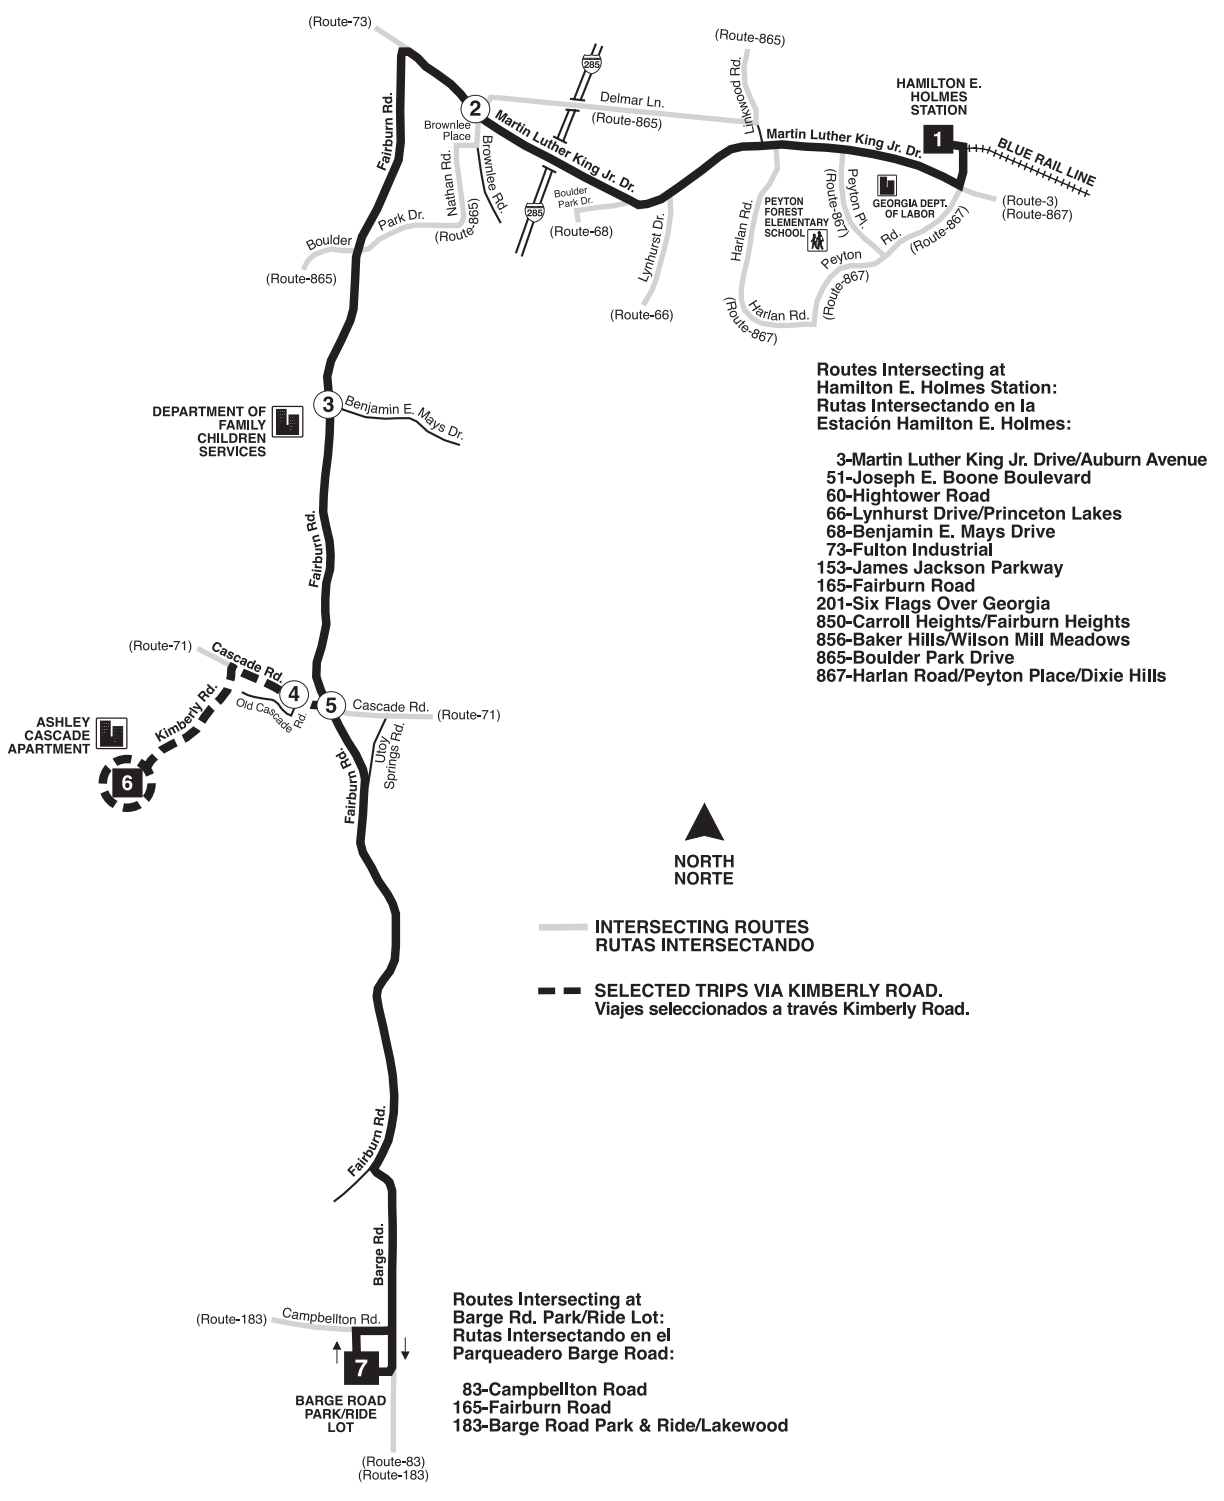 (Route-73)
(Route-865)
285
HAMILTON E.
HOLMES
STATION
Delmar Ln.
(Route-865)
Linkwood Rd.
Fairburn Rd.
2
Brownlee
Place
Martin Luther King Jr. Dr.
Martin Luther King Jr. Dr.
1
BLUE RAIL LINE
Nathan Rd.
Brownlee Rd.
(Route-865)
Boulder
Park Dr.
Boulder
Park Dr.
285
(Route-68)
Lynhurst Dr.
(Route-66)
PEYTON
FOREST
ELEMENTARY
SCHOOL
Harlan Rd.
Peyton Pl.
(Route-867)
GEORGIA DEPT.
OF LABOR
(Route-3)
(Route-867)
Peyton
Rd.
(Route-867)
(Route-867)
Harlan Rd.
(Route-867)
(Route-865)
Routes Intersecting at
Hamilton E. Holmes Station:
Rutas Intersectando en la
Estación Hamilton E. Holmes:
3-Martin Luther King Jr. Drive/Auburn Avenue
51-Joseph E. Boone Boulevard
60-Hightower Road
66-Lynhurst Drive/Princeton Lakes
68-Benjamin E. Mays Drive
73-Fulton Industrial
153-James Jackson Parkway
165-Fairburn Road
201-Six Flags Over Georgia
850-Carroll Heights/Fairburn Heights
856-Baker Hills/Wilson Mill Meadows
865-Boulder Park Drive
867-Harlan Road/Peyton Place/Dixie Hills
DEPARTMENT OF
FAMILY
CHILDREN
SERVICES
3
Benjamin E. Mays Dr.
Fairburn Rd.
(Route-71)
Cascade Rd.
4
5
Old Cascade
Rd.
Cascade Rd.
(Route-71)
Kimberly Rd.
ASHLEY
CASCADE
APARTMENT
6
Utoy
Springs Rd.
Fairburn Rd.
NORTH
NORTE
INTERSECTING ROUTES
RUTAS INTERSECTANDO
SELECTED TRIPS VIA KIMBERLY ROAD.
Viajes seleccionados a través Kimberly Road.
Fairburn Rd.
Barge Rd.
(Route-183)
Campbellton Rd.
7
BARGE ROAD
PARK/RIDE
LOT
(Route-83)
(Route-183)
Routes Intersecting at
Barge Rd. Park/Ride Lot:
Rutas Intersectando en el
Parqueadero Barge Road:
83-Campbellton Road
165-Fairburn Road
183-Barge Road Park & Ride/Lakewood